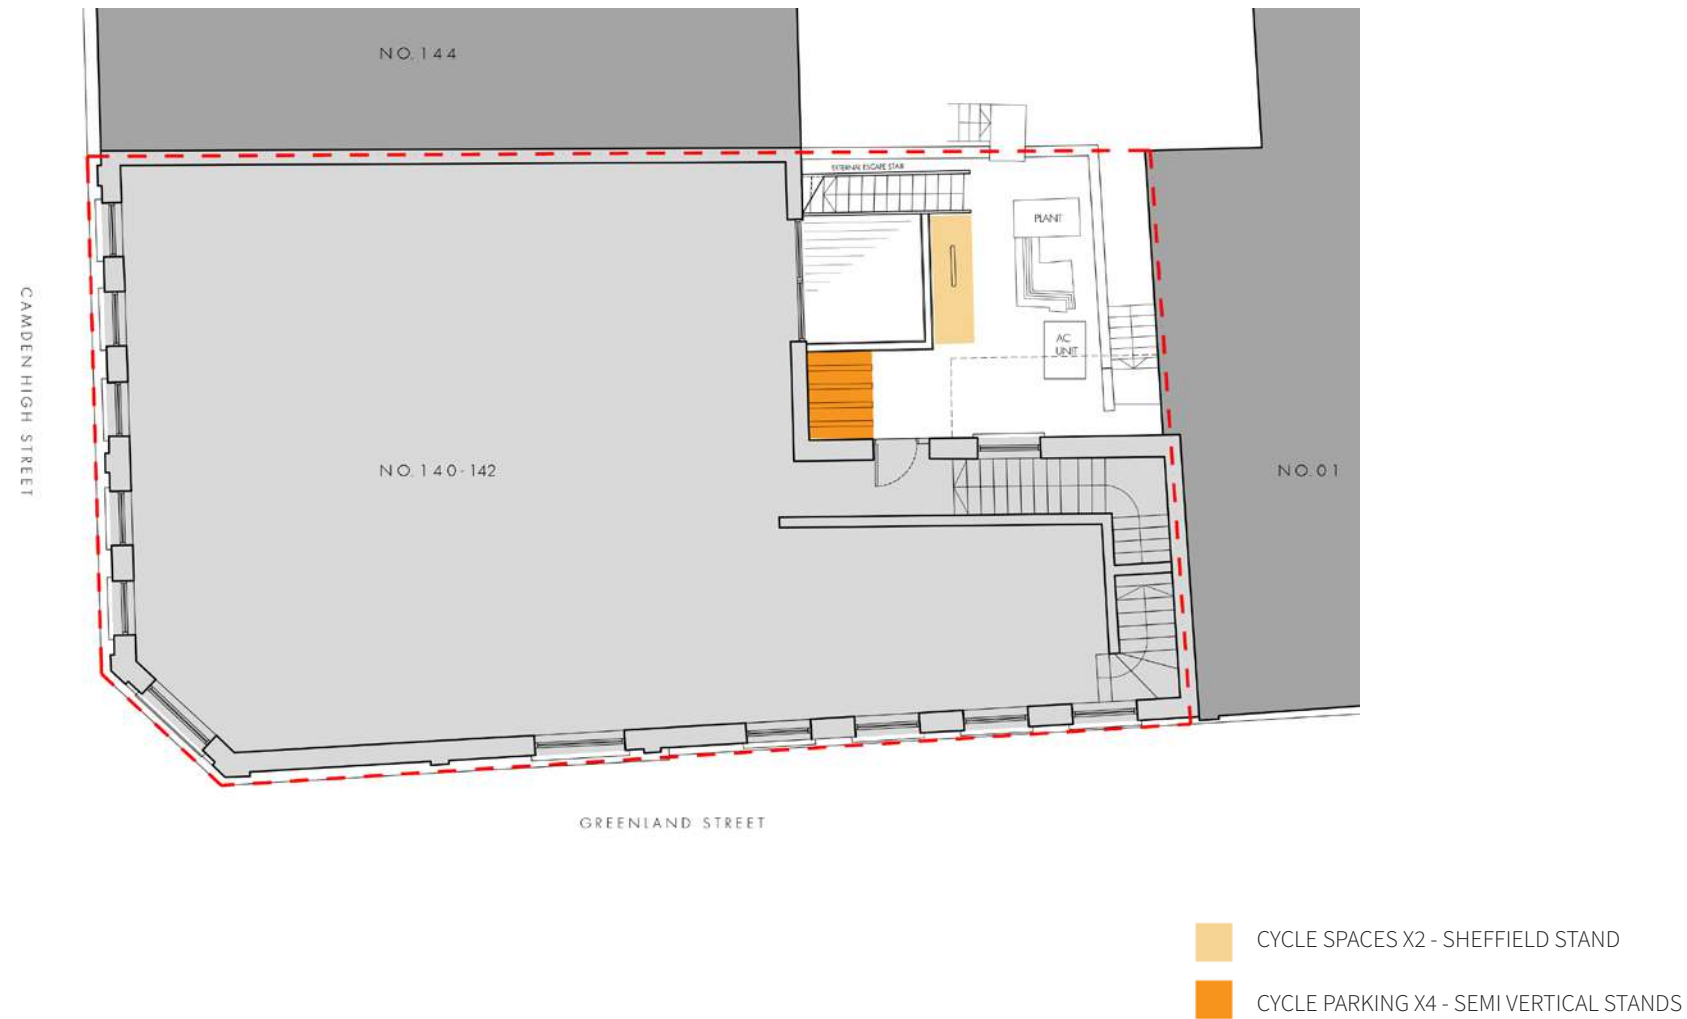 NO. 144
EXTERNAL ESCAPE STAIR
PLANT
CAMDEN HIGH STREET
AC
UNIT
NO. 140-142
NO. 01
GREENLAND STREET
CYCLE SPACES X2 - SHEFFIELD STAND
CYCLE PARKING X4 - SEMI VERTICAL STANDS